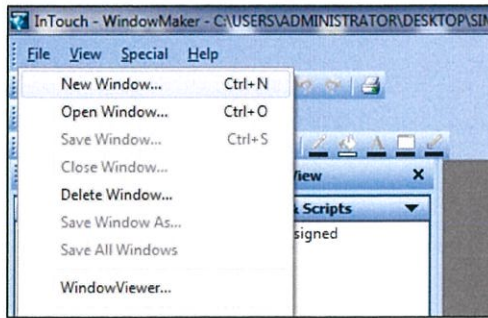 InTouch - WindowMaker - C:\USERS\ADMINISTRATOR\DESKTOP\SIM
File View Special Help
New Window... Ctrl+N
Open Window... Ctrl+O
Save Window... Ctrl+S
Close Window...
Delete Window...
Save Window As...
Save All Windows
WindowViewer...
View
& Scripts
signed